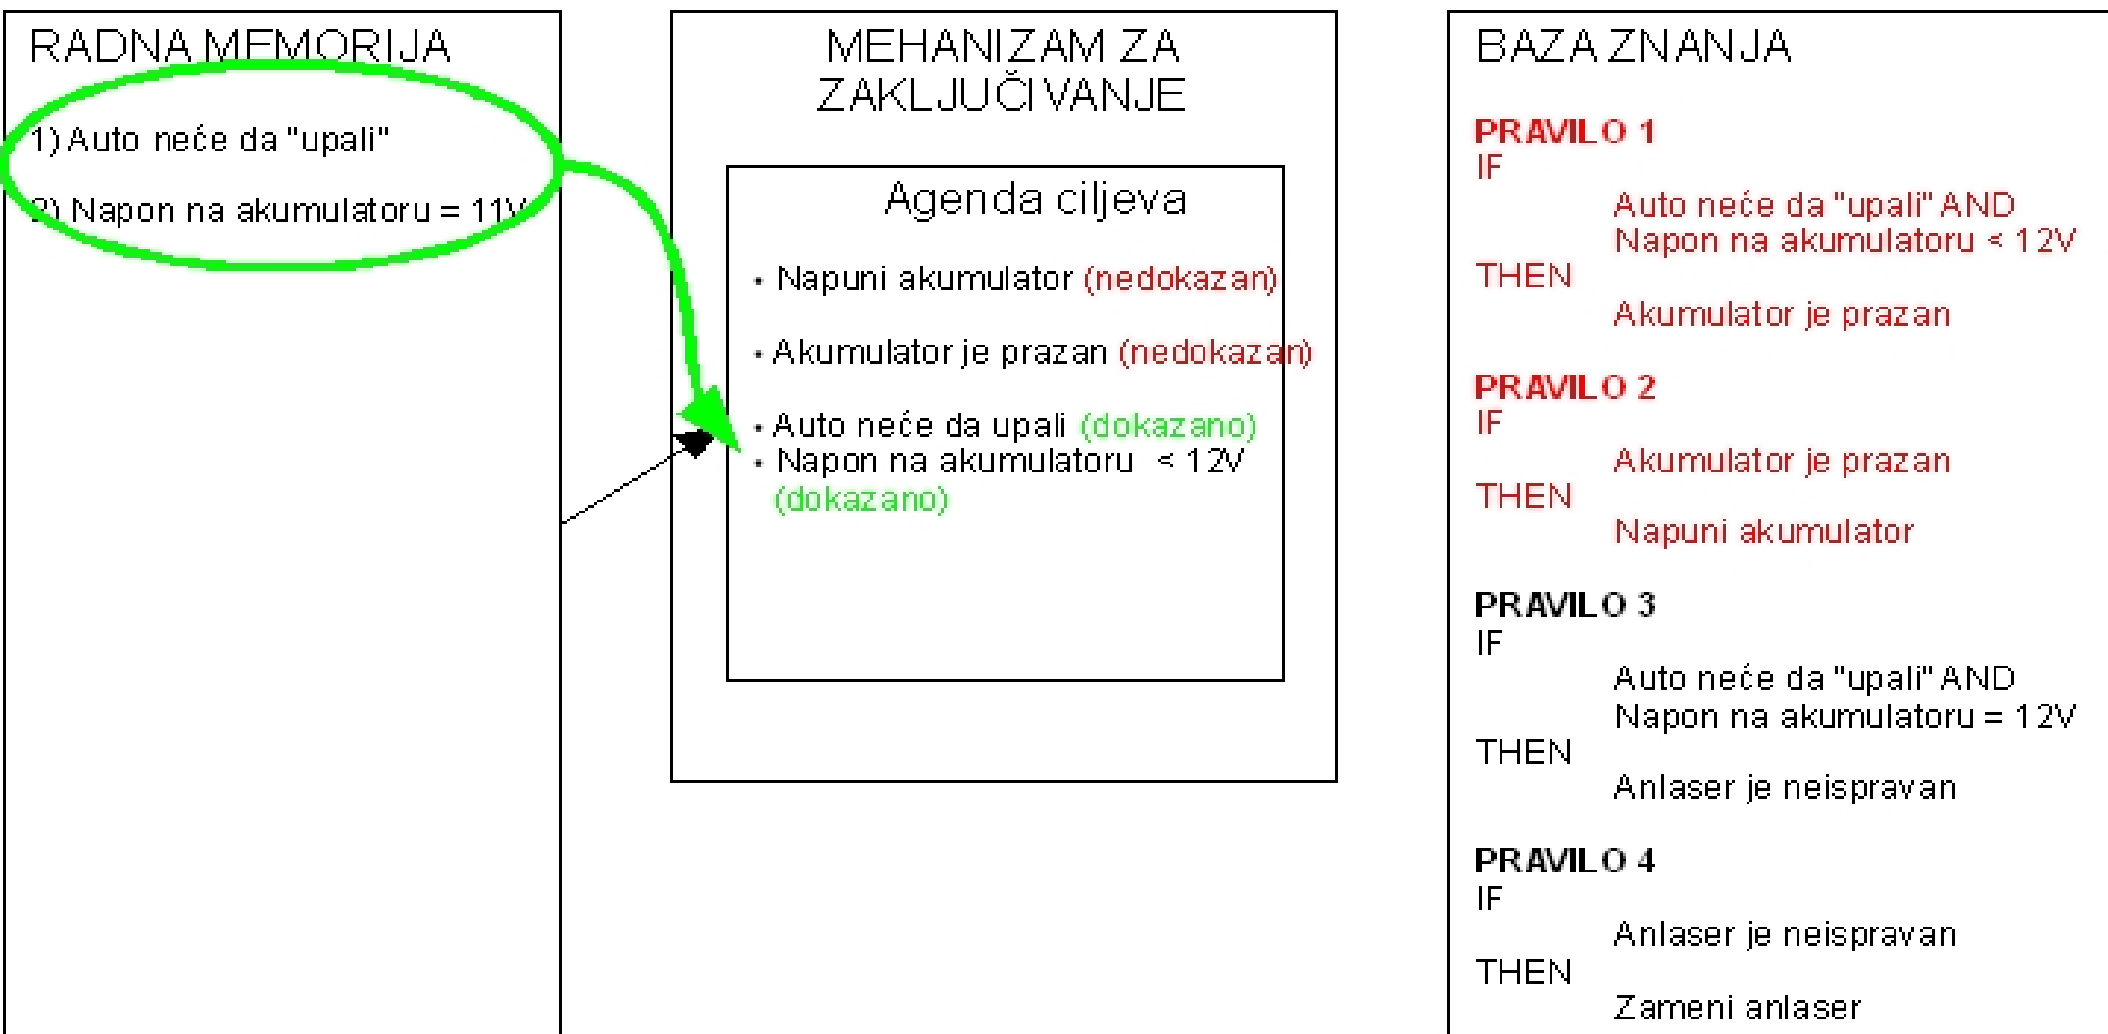 RADNA MEMORIJA
1) Auto neće da "upali"
2) Napon na akumulatoru = 11V
MEHANIZAM ZA
ZAKLJUČIVANJE
Agenda ciljeva
• Napuni akumulator (nedokazan)
• Akumulator je prazan (nedokazan)
• Auto neće da upali (dokazano)
• Napon na akumulatoru < 12V
(dokazano)
BAZA ZNANJA
PRAVILO 1
IF
Auto neće da "upali" AND
Napon na akumulatoru < 12V
THEN
Akumulator je prazan
PRAVILO 2
IF
Akumulator je prazan
THEN
Napuni akumulator
PRAVILO 3
IF
Auto neće da "upali" AND
Napon na akumulatoru = 12V
THEN
Anlaser je neispravan
PRAVILO 4
IF
Anlaser je neispravan
THEN
Zameni anlaser